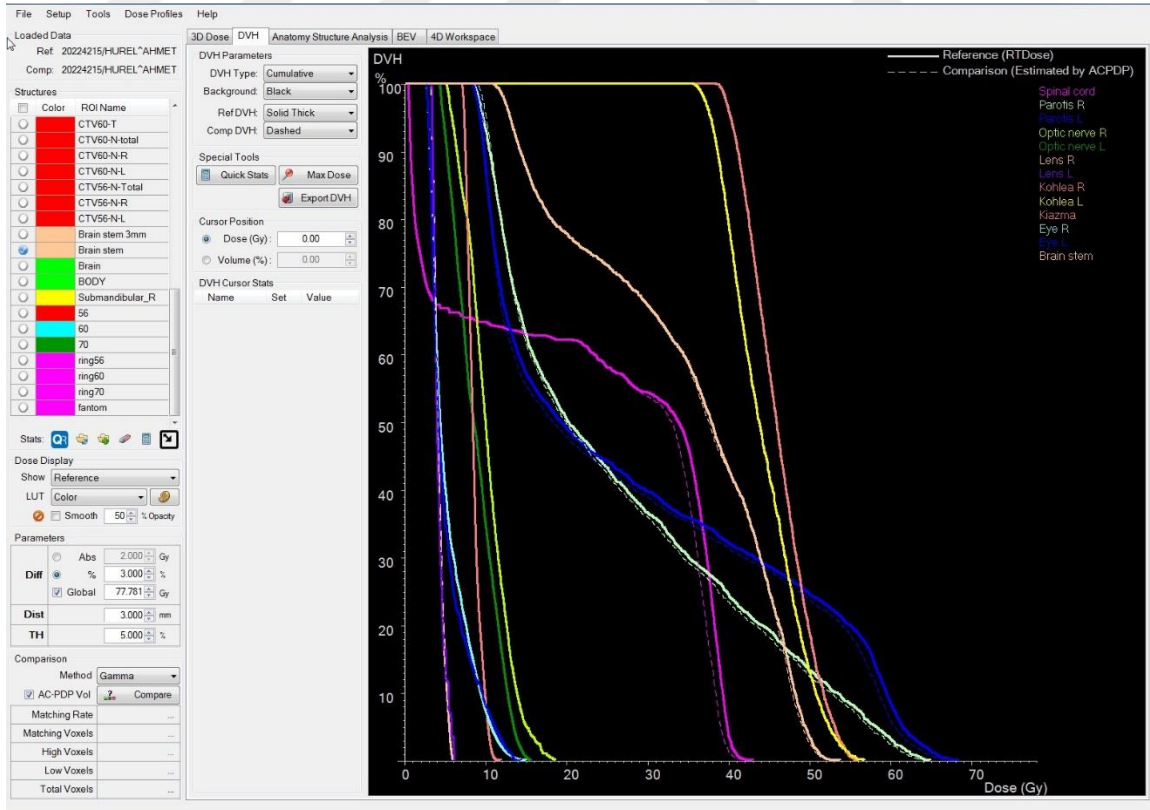 File Setup Tools Dose Profiles Help
Loaded Data
Ref: 20224215/HUREL^AHMET
Comp: 20224215/HUREL^AHMET
Structures
Color ROI Name
CTV60-T
CTV60-N-total
CTV60-N-R
CTV60-N-L
CTV56-N-Total
CTV56-N-R
CTV56-N-L
Brain stem 3mm
Brain stem
Brain
BODY
Submandibular_R
56
60
70
ring56
ring60
ring70
fantom
Stats: QR
Dose Display
Show Reference
LUT Color
Smooth 50 % Opacity
Parameters
Abs 2.000 Gy
Diff % 3.000 %
Global 77.781 Gy
Dist 3.000 mm
TH 5.000 %
Comparison
Method Gamma
AC-PDP Vol Compare
Matching Rate ...
Matching Voxels ...
High Voxels ...
Low Voxels ...
Total Voxels ...
3D Dose DVH Anatomy Structure Analysis BEV 4D Workspace
DVH Parameters
DVH Type: Cumulative
Background: Black
Ref DVH: Solid Thick
Comp DVH: Dashed
Special Tools
Quick Stats Max Dose
Export DVH
Cursor Position
Dose (Gy): 0.00
Volume (%): 0.00
DVH Cursor Stats
Name Set Value
DVH
%
100
90
80
70
60
50
40
30
20
10
0 10 20 30 40 50 60 70
Dose (Gy)
Reference (RTDose)
Comparison (Estimated by ACPDP)
Spinal cord
Parotis R
Parotis L
Optic nerve R
Optic nerve L
Lens R
Lens L
Kohlea R
Kohlea L
Kiazma
Eye R
Eye L
Brain stem